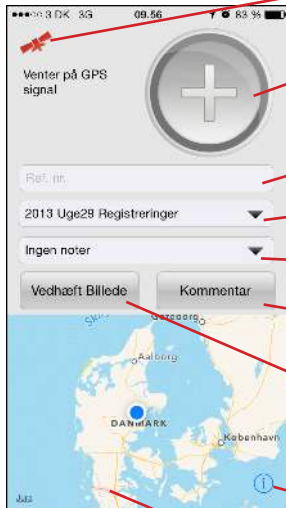 3 DK 3G 09.56 83 %
Venter på GPS
signal
Ref. nr.
2013 Uge29 Registreringer
Ingen noter
Vedhæft Billede
Kommentar
Aalborg
DANMARK
København